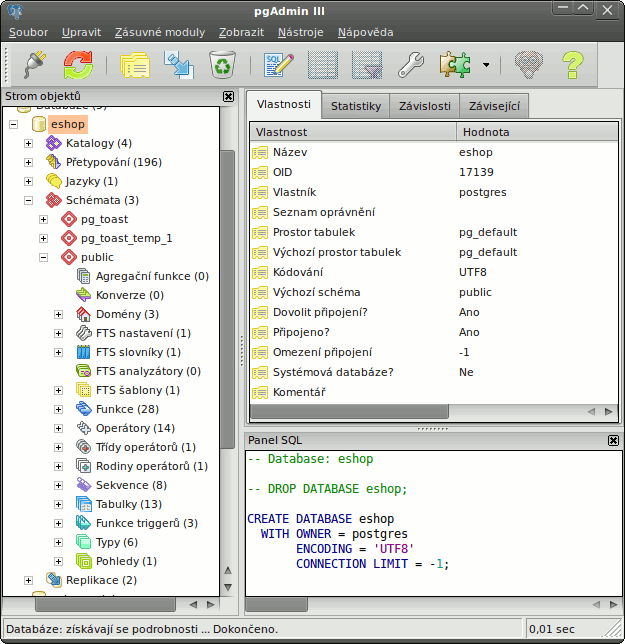 pgAdmin III
Soubor Upravit Zásuvné moduly Zobrazit Nástroje Nápověda
SQL
Strom objektů
Databáze (5)
eshop
Katalogy (4)
Přetypování (196)
Jazyky (1)
Schémata (3)
pg_toast
pg_toast_temp_1
public
Agregační funkce (0)
Konverze (0)
Domény (3)
FTS nastavení (1)
FTS slovníky (1)
FTS analyzátory (0)
FTS šablony (1)
Funkce (28)
Operátory (14)
Třídy operátorů (1)
Rodiny operátorů (1)
Sekvence (8)
Tabulky (13)
Funkce triggerů (3)
Typy (6)
Pohledy (1)
Replikace (2)
Vlastnosti Statistiky Závislosti Závisející
Vlastnost Hodnota
Název eshop
OID 17139
Vlastník postgres
Seznam oprávnění
Prostor tabulek pg_default
Výchozí prostor tabulek pg_default
Kódování UTF8
Výchozí schéma public
Dovolit připojení? Ano
Připojeno? Ano
Omezení připojení -1
Systémová databáze? Ne
Komentář
Panel SQL
-- Database: eshop
-- DROP DATABASE eshop;
CREATE DATABASE eshop
WITH OWNER = postgres
ENCODING = 'UTF8'
CONNECTION LIMIT = -1;
Databáze: získávají se podrobnosti ... Dokončeno.
0,01 sec